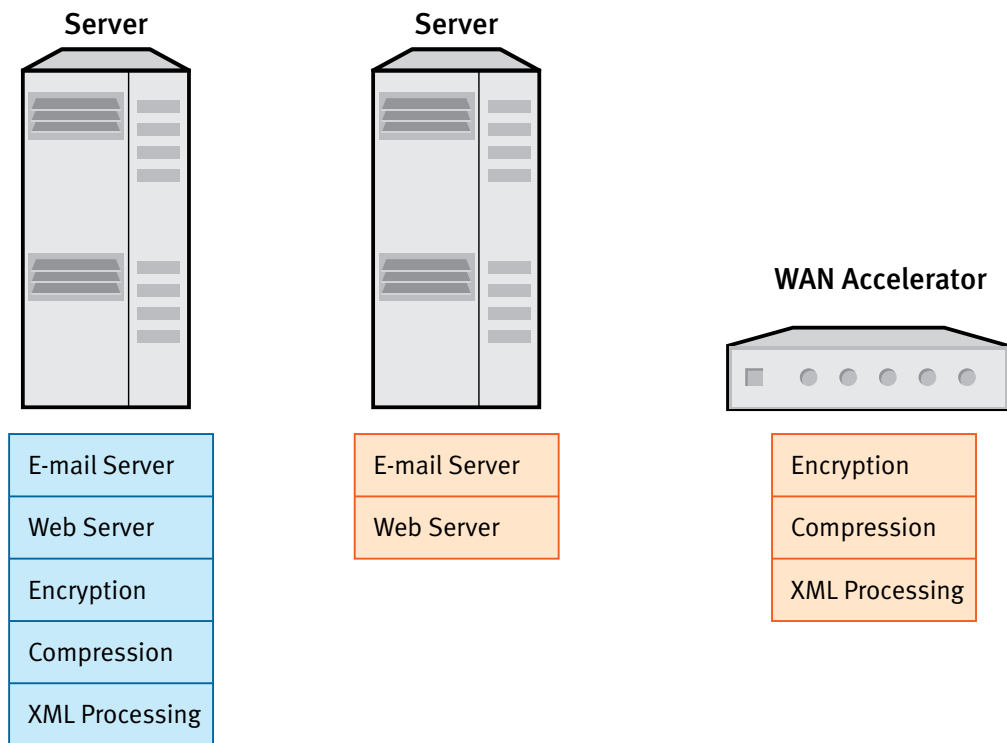 Server
Server
WAN Accelerator
E-mail Server
Web Server
Encryption
Compression
XML Processing
E-mail Server
Web Server
Encryption
Compression
XML Processing